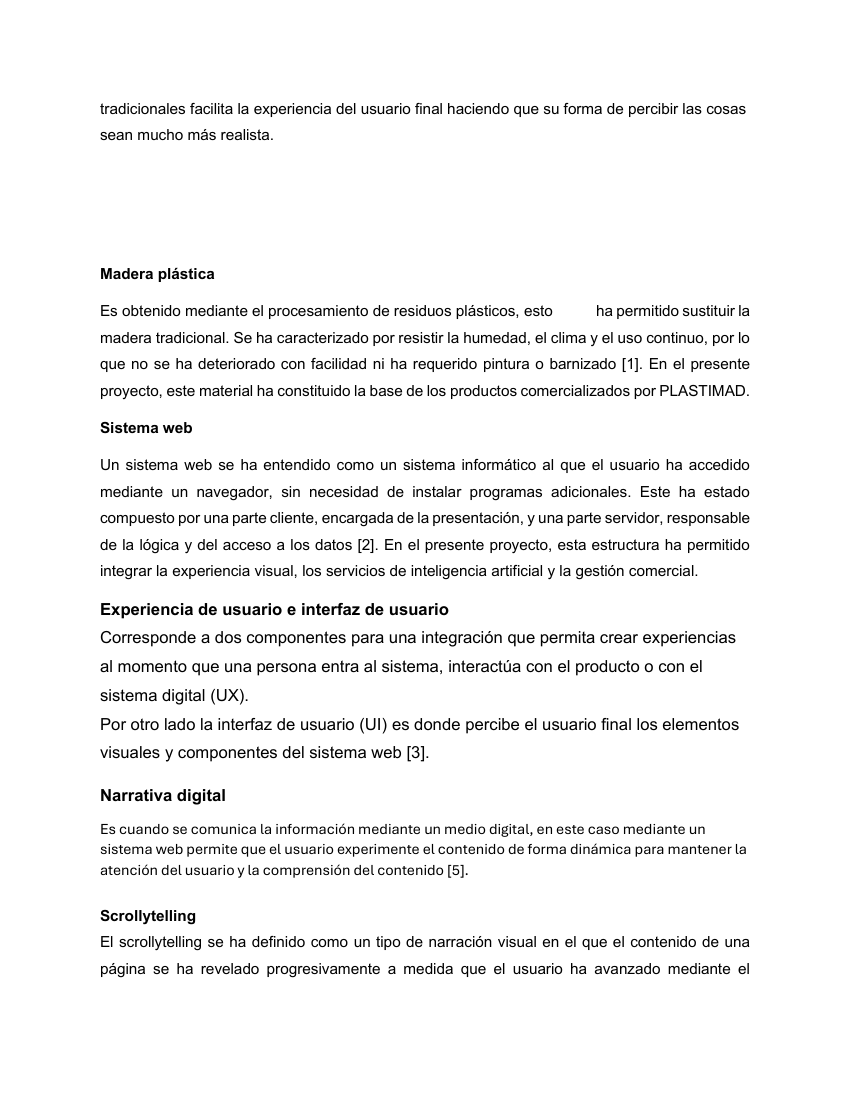 tradicionales facilita la experiencia del usuario final haciendo que su forma de percibir las cosas
sean mucho más realista.
Madera plástica
Es obtenido mediante el procesamiento de residuos plásticos, esto ha permitido sustituir la
madera tradicional. Se ha caracterizado por resistir la humedad, el clima y el uso continuo, por lo
que no se ha deteriorado con facilidad ni ha requerido pintura o barnizado [1]. En el presente
proyecto, este material ha constituido la base de los productos comercializados por PLASTIMAD.
Sistema web
Un sistema web se ha entendido como un sistema informático al que el usuario ha accedido
mediante un navegador, sin necesidad de instalar programas adicionales. Este ha estado
compuesto por una parte cliente, encargada de la presentación, y una parte servidor, responsable
de la lógica y del acceso a los datos [2]. En el presente proyecto, esta estructura ha permitido
integrar la experiencia visual, los servicios de inteligencia artificial y la gestión comercial.
Experiencia de usuario e interfaz de usuario
Corresponde a dos componentes para una integración que permita crear experiencias
al momento que una persona entra al sistema, interactúa con el producto o con el
sistema digital (UX).
Por otro lado la interfaz de usuario (UI) es donde percibe el usuario final los elementos
visuales y componentes del sistema web [3].
Narrativa digital
Es cuando se comunica la información mediante un medio digital, en este caso mediante un
sistema web permite que el usuario experimente el contenido de forma dinámica para mantener la
atención del usuario y la comprensión del contenido [5].
Scrollytelling
El scrollytelling se ha definido como un tipo de narración visual en el que el contenido de una
página se ha revelado progresivamente a medida que el usuario ha avanzado mediante el